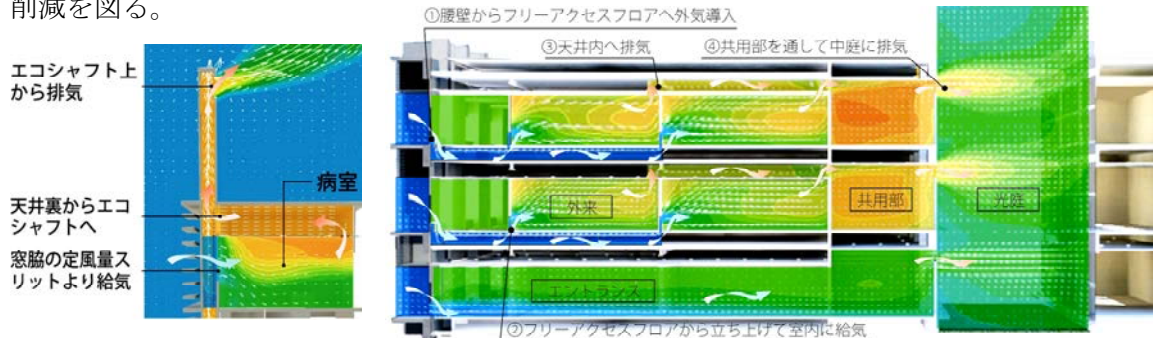 削減を図る。
エコシャフト上
から排気
病室
天井裏からエコ
シャフトへ
窓脇の定風量ス
リットより給気
①腰壁からフリーアクセスフロアへ外気導入
③天井内へ排気
④共用部を通して中庭に排気
外来
共用部
光庭
エントランス
②フリーアクセスフロアから立ち上げて室内に給気